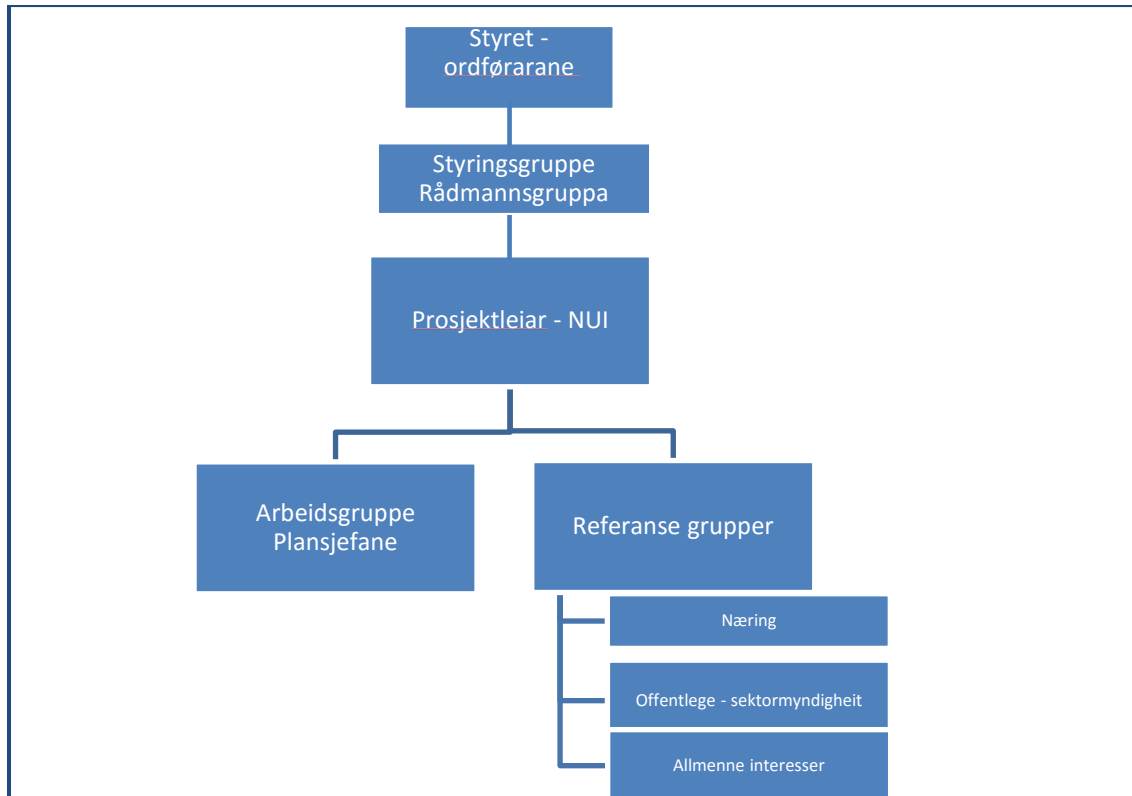 Styret -
ordførarane
Styringsgruppe
Rådmannsgruppa
Prosjektleiar - NUI
Arbeidsgruppe
Plansjefane
Referanse grupper
Næring
Offentlege - sektormyndigheit
Allmenne interesser